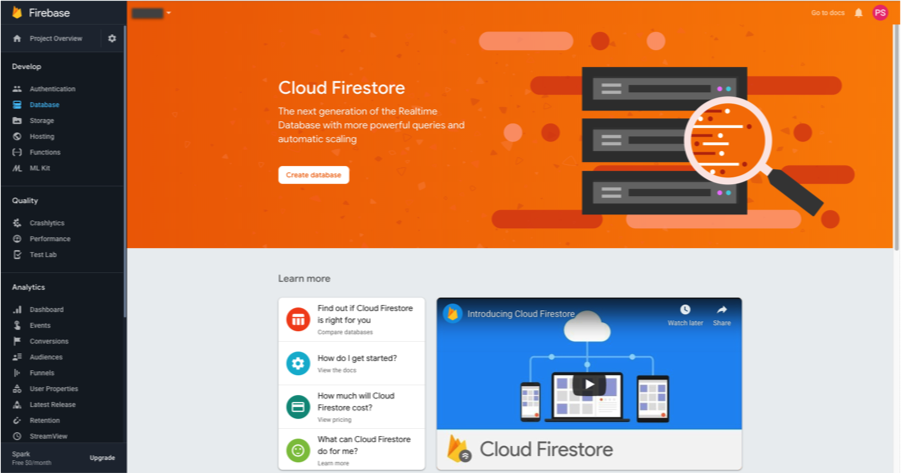 Firebase
Project Overview
Develop
Authentication
Database
Storage
Hosting
Functions
ML Kit
Quality
Crashlytics
Performance
Test Lab
Analytics
Dashboard
Events
Conversions
Audiences
Funnels
User Properties
Latest Release
Retention
StreamView
Spark
Free $0/month
Upgrade
Go to docs
PS
Cloud Firestore
The next generation of the Realtime
Database with more powerful queries and
automatic scaling
Create database
Learn more
Find out if Cloud Firestore
is right for you
Compare databases
How do I get started?
View the docs
How much will Cloud
Firestore cost?
View pricing
What can Cloud Firestore
do for me?
Learn more
Introducing Cloud Firestore
Watch later
Share
Cloud Firestore